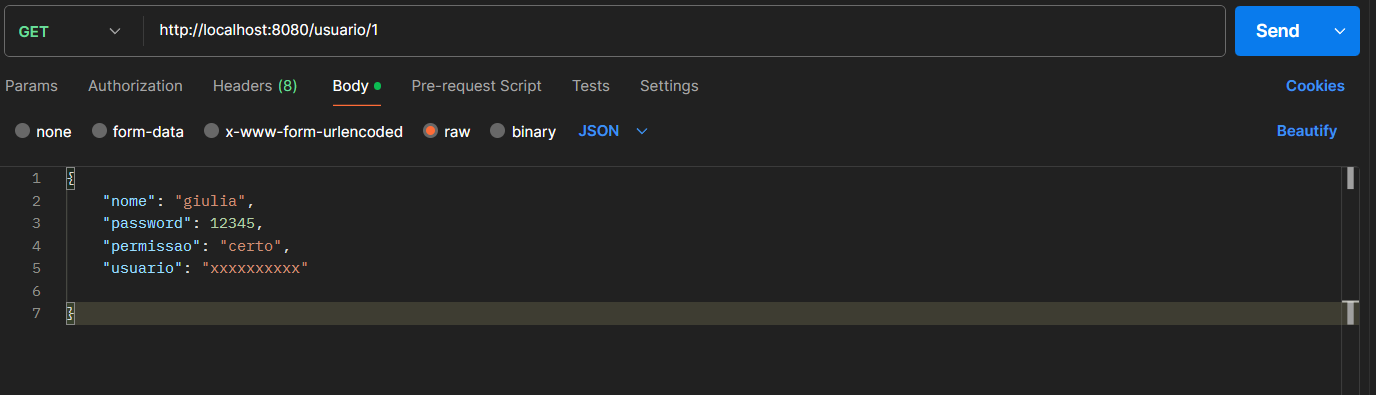 GET http://localhost:8080/usuario/1 Send
Params Authorization Headers (8) Body Pre-request Script Tests Settings Cookies
none form-data x-www-form-urlencoded raw binary JSON Beautify
1 {
2 "nome": "giulia",
3 "password": 12345,
4 "permissao": "certo",
5 "usuario": "xxxxxxxxxx"
6
7 }